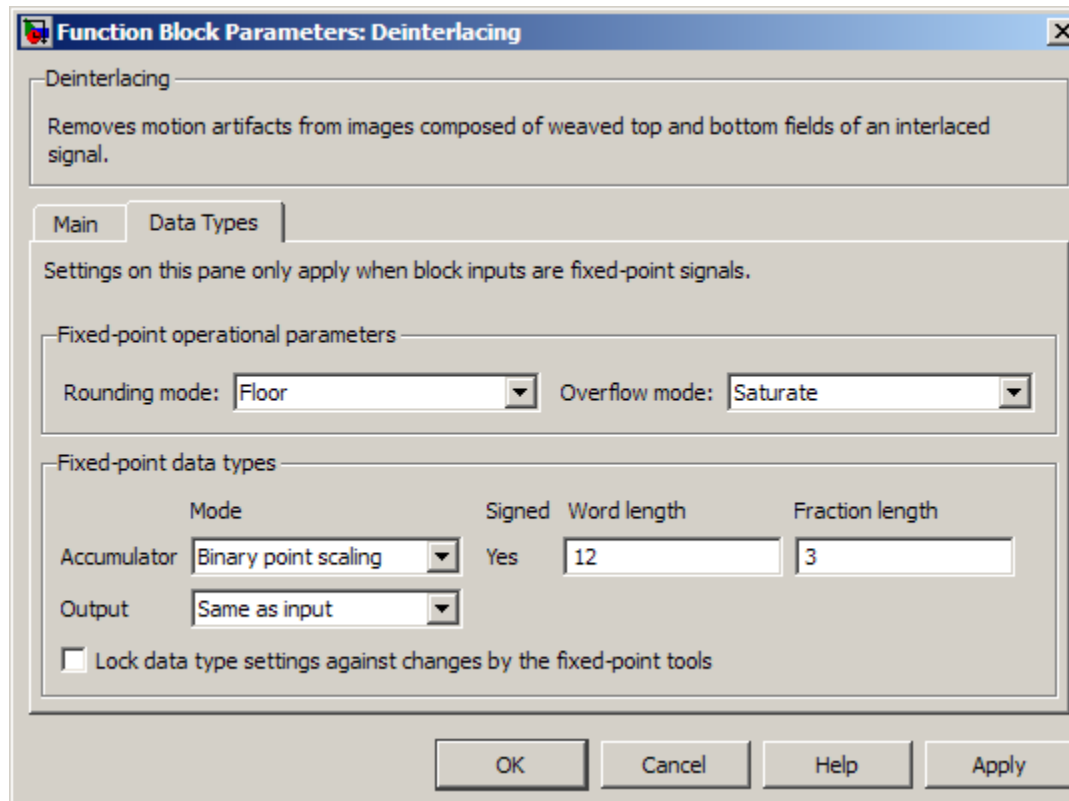 Function Block Parameters: Deinterlacing
Deinterlacing
Removes motion artifacts from images composed of weaved top and bottom fields of an interlaced
signal.
Main Data Types
Settings on this pane only apply when block inputs are fixed-point signals.
Fixed-point operational parameters
Rounding mode: Floor Overflow mode: Saturate
Fixed-point data types
Mode Signed Word length Fraction length
Accumulator Binary point scaling Yes 12 3
Output Same as input
Lock data type settings against changes by the fixed-point tools
OK Cancel Help Apply